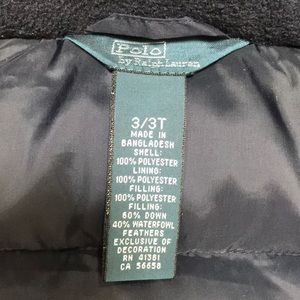 Polo
by Ralph Lauren
3/3T
MADE IN
BANGLADESH
SHELL:
100% POLYESTER
LINING:
100% POLYESTER
FILLING:
100% POLYESTER
FILLING:
60% DOWN
40% WATERFOWL
FEATHERS
EXCLUSIVE OF
DECORATION
RN 41381
CA 56658